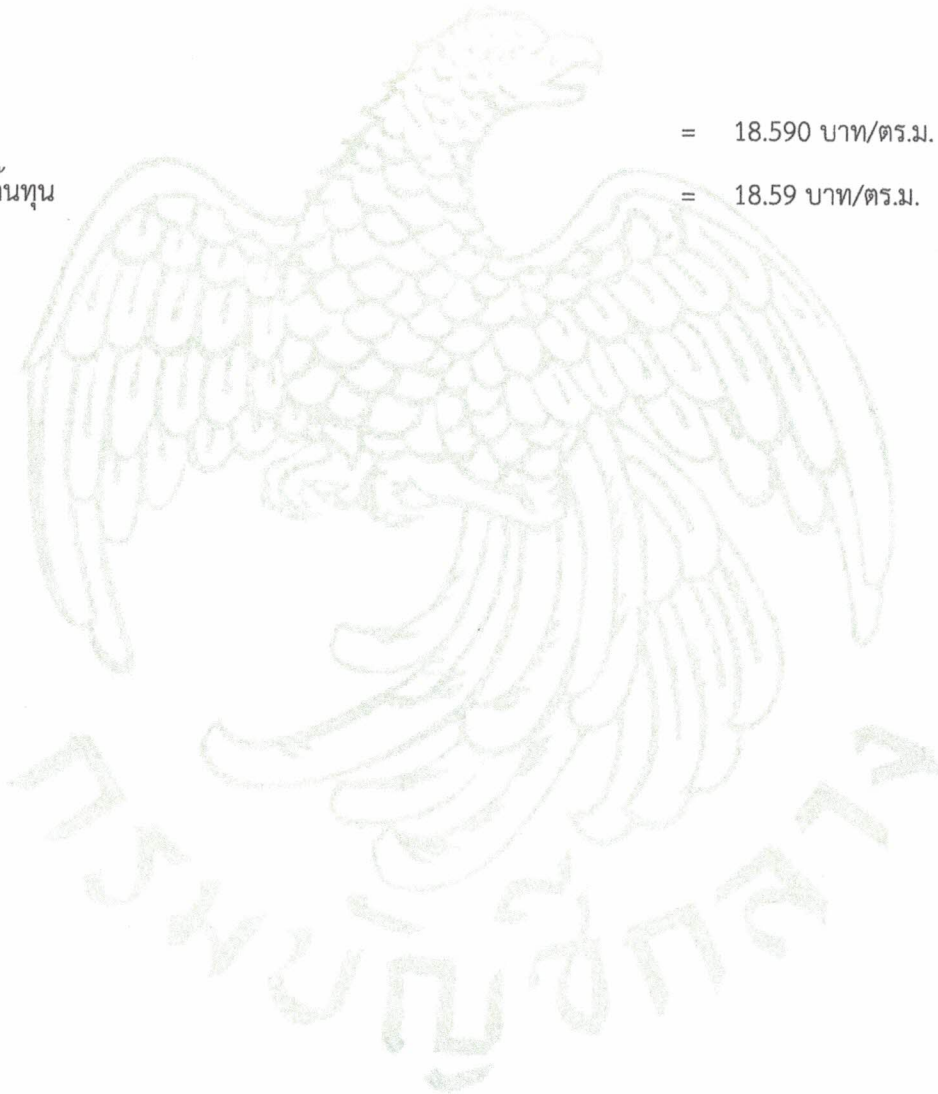 = 18.590 บาท/ตร.ม.
ต้นทุน = 18.59 บาท/ตร.ม.
กรมบัญชีกลาง